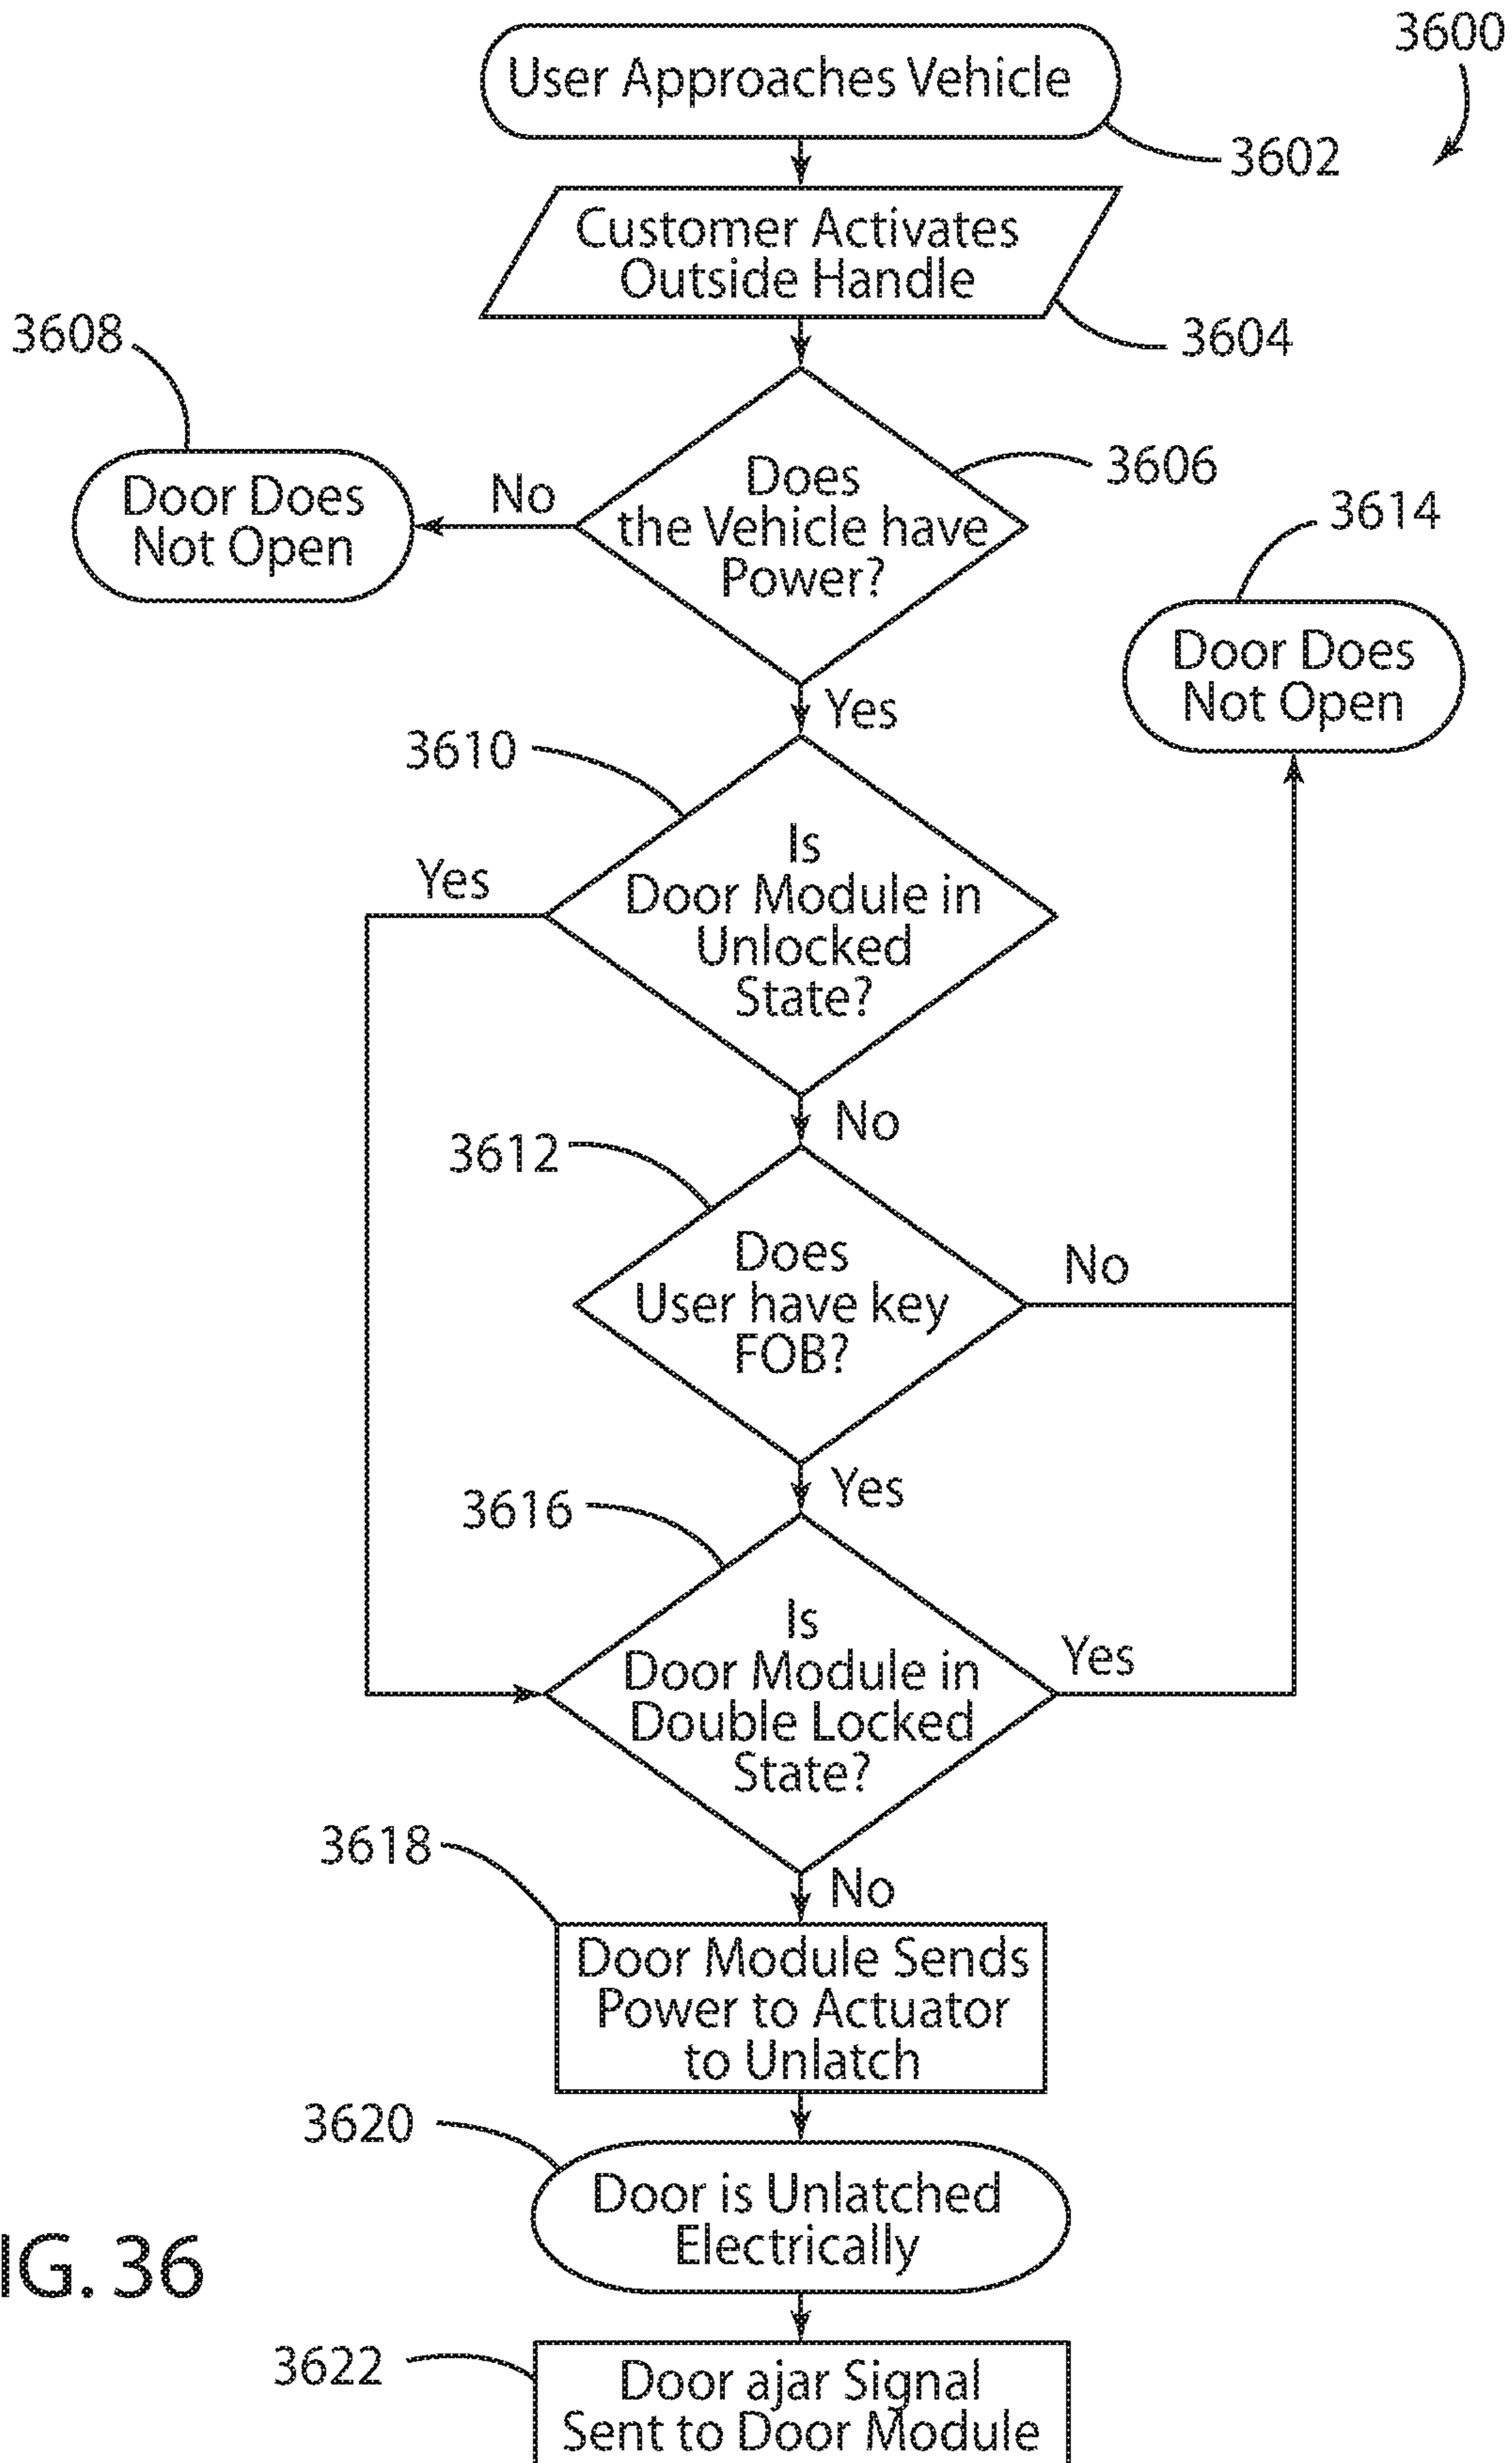 3600
User Approaches Vehicle
3602
Customer Activates
Outside Handle
3604
3608
3606
Door Does
Not Open
No
Does
the Vehicle have
Power?
3614
Door Does
Not Open
Yes
3610
Is
Door Module in
Unlocked
State?
Yes
No
3612
Does
User have key
FOB?
No
Yes
3616
Is
Door Module in
Double Locked
State?
Yes
No
3618
Door Module Sends
Power to Actuator
to Unlatch
3620
Door is Unlatched
Electrically
IG. 36
3622
Door ajar Signal
Sent to Door Module